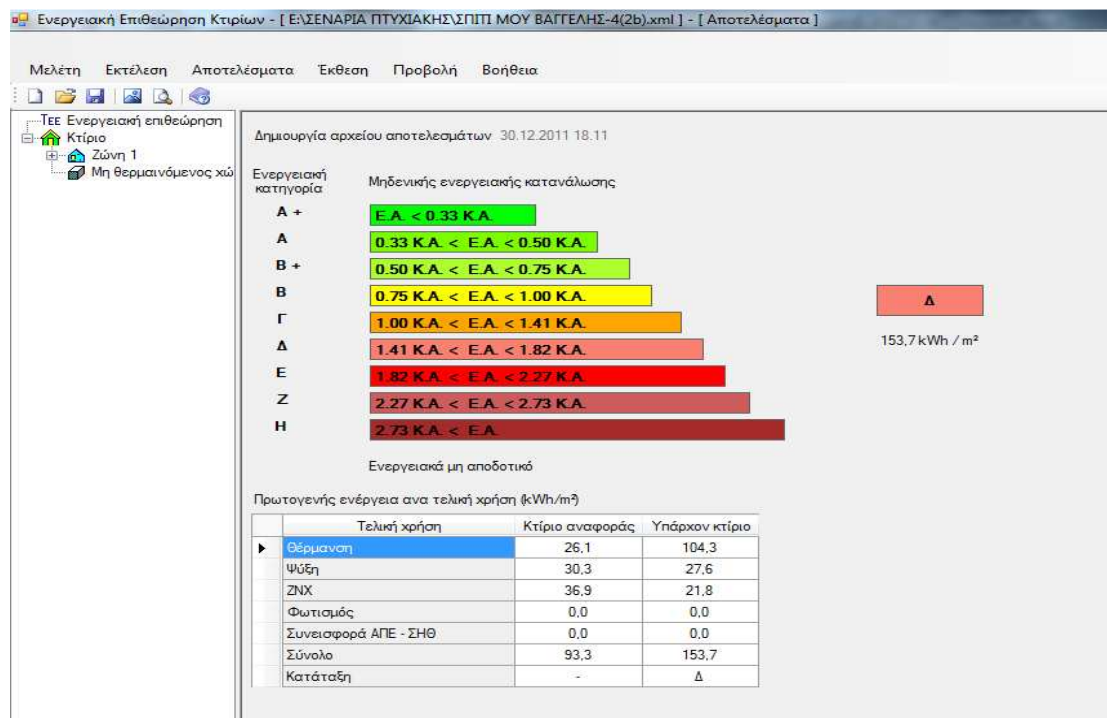 Ενεργειακή Επιθεώρηση Κτιρίων - [ E:\ΣΕΝΑΡΙΑ ΠΤΥΧΙΑΚΗΣ\ΣΠΙΤΙ ΜΟΥ ΒΑΓΓΕΛΗΣ-4(2b).xml ] - [ Αποτελέσματα ]
Μελέτη Εκτέλεση Αποτελέσματα Έκθεση Προβολή Βοήθεια
ΤΕΕ Ενεργειακή επιθεώρηση
Κτίριο
Ζώνη 1
Μη θερμαινόμενος χώ
Δημιουργία αρχείου αποτελεσμάτων 30.12.2011 18.11
Ενεργειακή κατηγορία
Μηδενικής ενεργειακής κατανάλωσης
A + Ε.Α. < 0.33 Κ.Α.
A 0.33 Κ.Α. < Ε.Α. < 0.50 Κ.Α.
B + 0.50 Κ.Α. < Ε.Α. < 0.75 Κ.Α.
B 0.75 Κ.Α. < Ε.Α. < 1.00 Κ.Α.
Γ 1.00 Κ.Α. < Ε.Α. < 1.41 Κ.Α.
Δ 1.41 Κ.Α. < Ε.Α. < 1.82 Κ.Α.
Ε 1.82 Κ.Α. < Ε.Α. < 2.27 Κ.Α.
Ζ 2.27 Κ.Α. < Ε.Α. < 2.73 Κ.Α.
Η 2.73 Κ.Α. < Ε.Α.
Ενεργειακά μη αποδοτικό
Δ
153,7 kWh / m²
Πρωτογενής ενέργεια ανα τελική χρήση (kWh/m²)
Τελική χρήση Κτίριο αναφοράς Υπάρχον κτίριο
Θέρμανση 26,1 104,3
Ψύξη 30,3 27,6
ΖΝΧ 36,9 21,8
Φωτισμός 0,0 0,0
Συνεισφορά ΑΠΕ - ΣΗΘ 0,0 0,0
Σύνολο 93,3 153,7
Κατάταξη - Δ